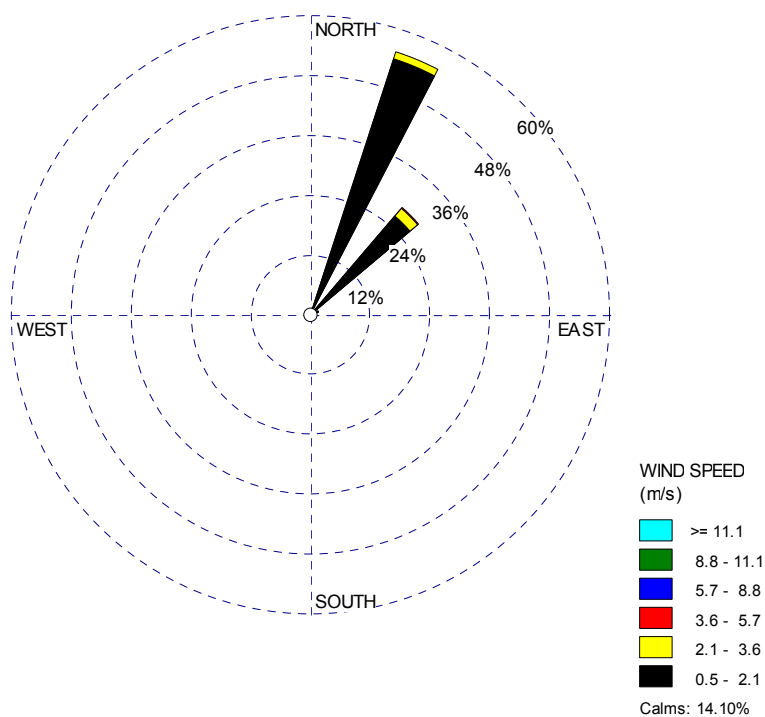 NORTH
60%
48%
36%
24%
12%
WEST
EAST
SOUTH
WIND SPEED
(m/s)
>= 11.1
8.8 - 11.1
5.7 - 8.8
3.6 - 5.7
2.1 - 3.6
0.5 - 2.1
Calms: 14.10%